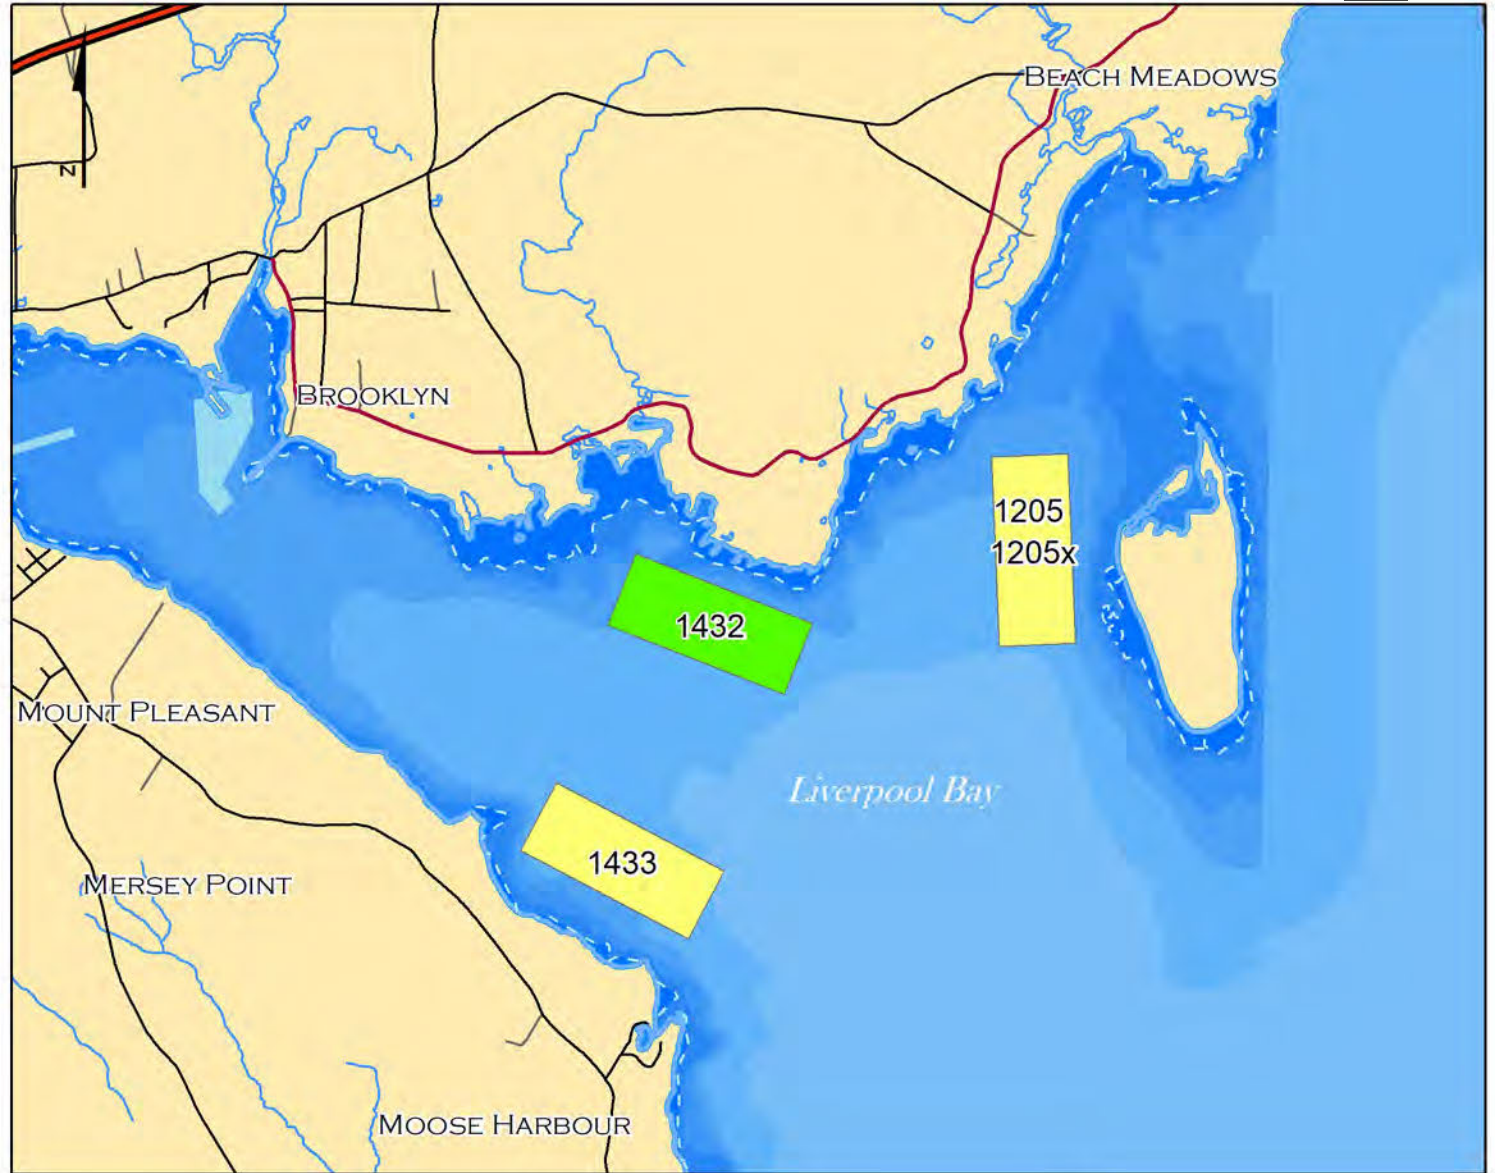 BEACH MEADOWS
N
BROOKLYN
1205
1205x
1432
MOUNT PLEASANT
Liverpool Bay
1433
MERSEY POINT
MOOSE HARBOUR